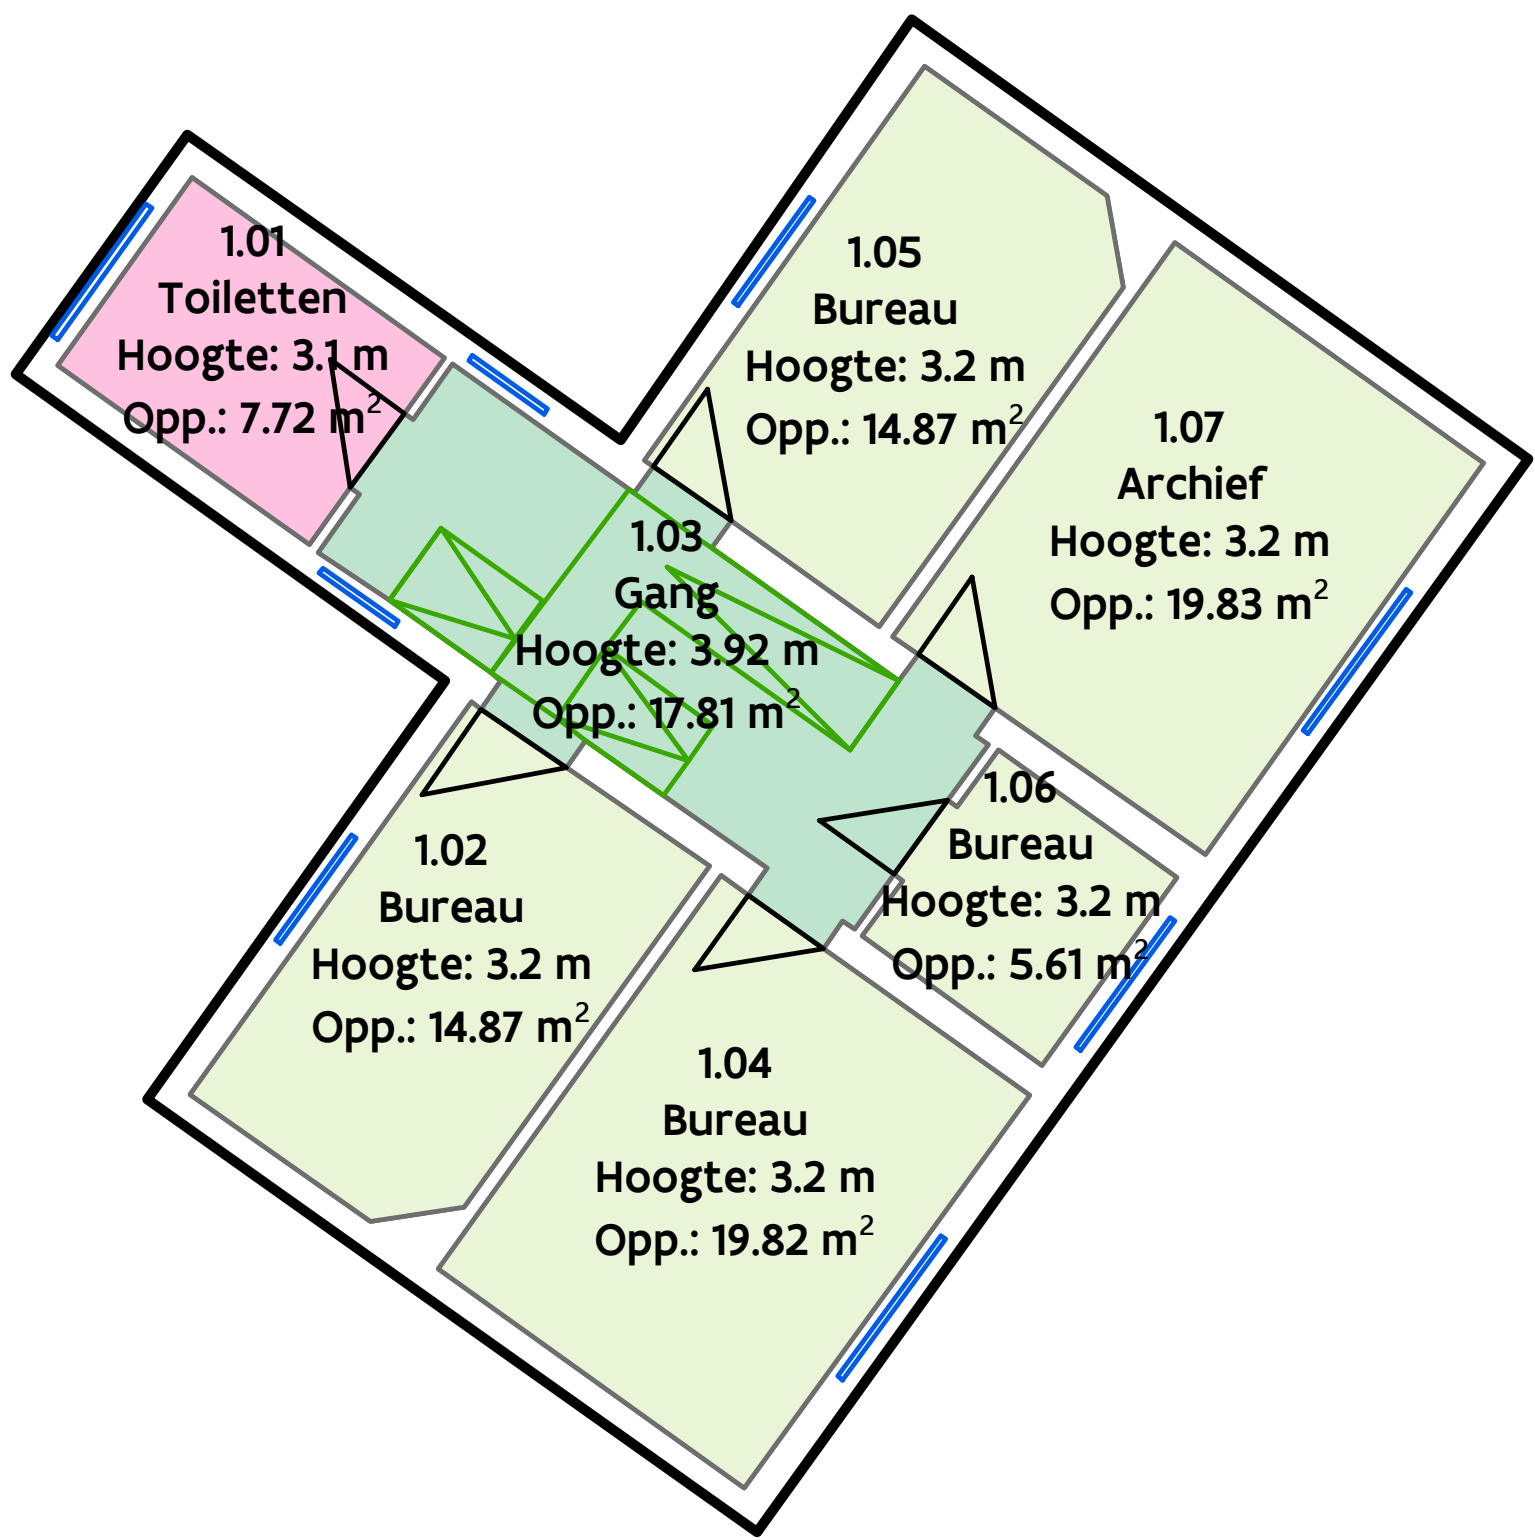 1.01
Toiletten
Hoogte: 3.1 m
Opp.: 7.72 m²
1.05
Bureau
Hoogte: 3.2 m
Opp.: 14.87 m²
1.07
Archief
Hoogte: 3.2 m
Opp.: 19.83 m²
1.03
Gang
Hoogte: 3.92 m
Opp.: 17.81 m²
1.06
Bureau
Hoogte: 3.2 m
Opp.: 5.61 m²
1.02
Bureau
Hoogte: 3.2 m
Opp.: 14.87 m²
1.04
Bureau
Hoogte: 3.2 m
Opp.: 19.82 m²